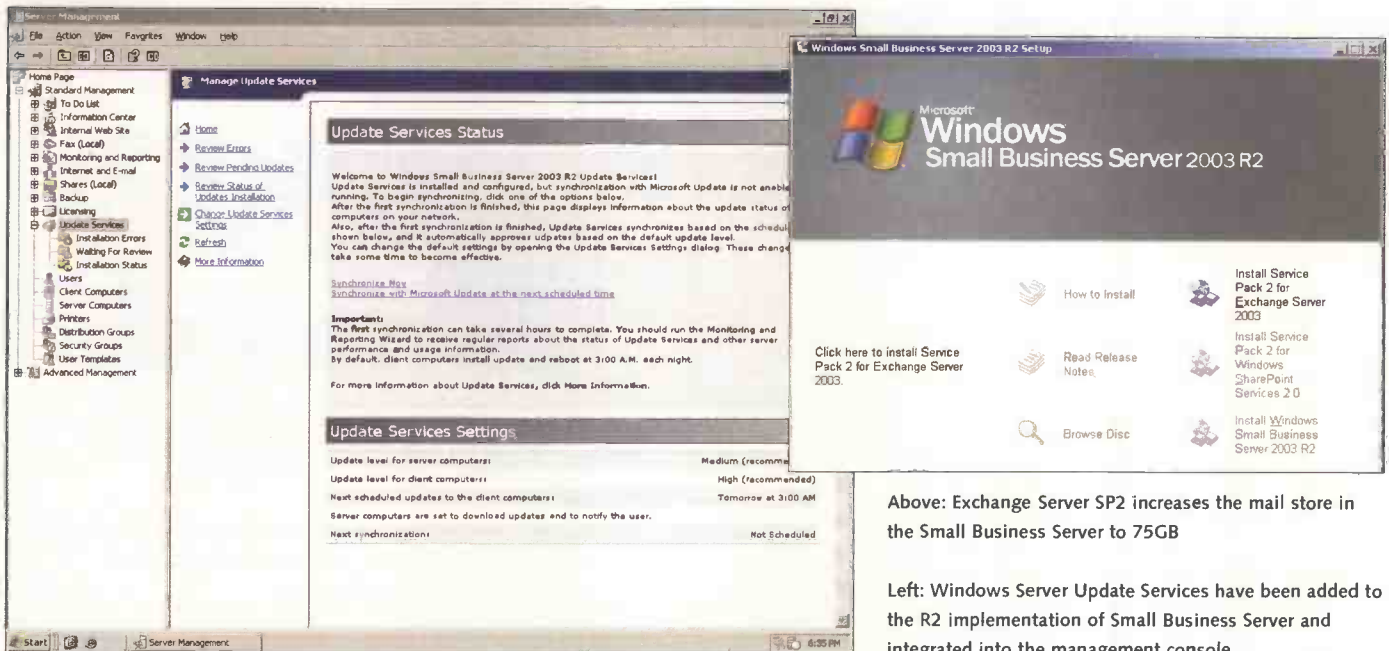 Server Management
File Action View Favorites Window Help
Home Page
Standard Management
To Do List
Information Center
Internal Web Site
Fax (Local)
Monitoring and Reporting
Internet and E-mail
Shares (Local)
Backup
Licensing
Update Services
Installation Errors
Waiting For Review
Installation Status
Users
Client Computers
Server Computers
Printers
Distribution Groups
Security Groups
User Templates
Advanced Management
Manage Update Services
Home
Review Errors
Review Pending Updates
Review Status of
Updates Installation
Change Update Services
Settings
Refresh
More Information
Update Services Status
Welcome to Windows Small Business Server 2003 R2 Update Services!
Update Services is installed and configured, but synchronization with Microsoft Update is not enable
running. To begin synchronizing, click one of the options below.
After the first synchronization is finished, this page displays information about the update status of
computers on your network.
Also, after the first synchronization is finished, Update Services synchronizes based on the schedul
shown below, and it automatically approves udpates based on the default update level.
You can change the default settings by opening the Update Services Settings dialog. These change
take some time to become effective.
Synchronize Now
Synchronize with Microsoft Update at the next scheduled time
Important:
The first synchronization can take several hours to complete. You should run the Monitoring and
Reporting Wizard to receive regular reports about the status of Update Services and other server
performance and usage information.
By default, client computers install update and reboot at 3:00 A.M. each night.
For more information about Update Services, click More Information.
Update Services Settings
Update level for server computers: Medium (recomme
Update level for client computers: High (recommended)
Next scheduled updates to the client computers: Tomorrow at 3:00 AM
Server computers are set to download updates and to notify the user.
Next synchronization: Not Scheduled
Start Server Management 6:35 PM
Windows Small Business Server 2003 R2 Setup
Microsoft
Windows
Small Business Server 2003 R2
Click here to install Service
Pack 2 for Exchange Server
2003.
How to Install
Read Release
Notes
Browse Disc
Install Service
Pack 2 for
Exchange Server
2003
Install Service
Pack 2 for
Windows
SharePoint
Services 2.0
Install Windows
Small Business
Server 2003 R2
Above: Exchange Server SP2 increases the mail store in
the Small Business Server to 75GB
Left: Windows Server Update Services have been added to
the R2 implementation of Small Business Server and
integrated into the management console